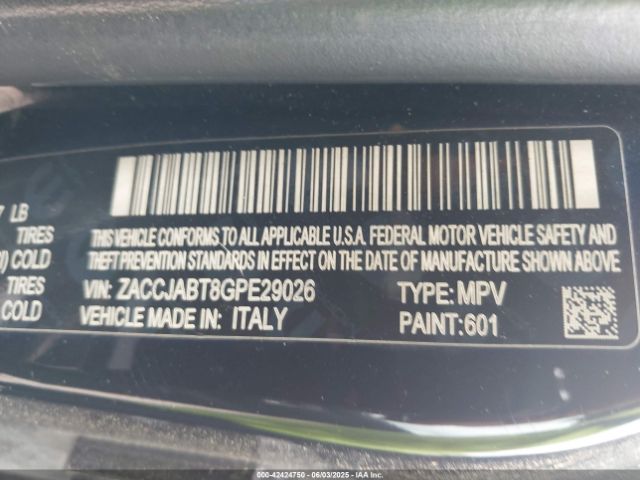 7 LB
TIRES
COLD
TIRES
COLD
THIS VEHICLE CONFORMS TO ALL APPLICABLE U.S.A. FEDERAL MOTOR VEHICLE SAFETY AND
THEFT PREVENTION STANDARDS IN EFFECT ON THE DATE OF MANUFACTURE SHOWN ABOVE
VIN: ZACCJABT8GPE29026 TYPE: MPV
VEHICLE MADE IN: ITALY PAINT:601
000-42424750 06/03/2025 IAA Inc.